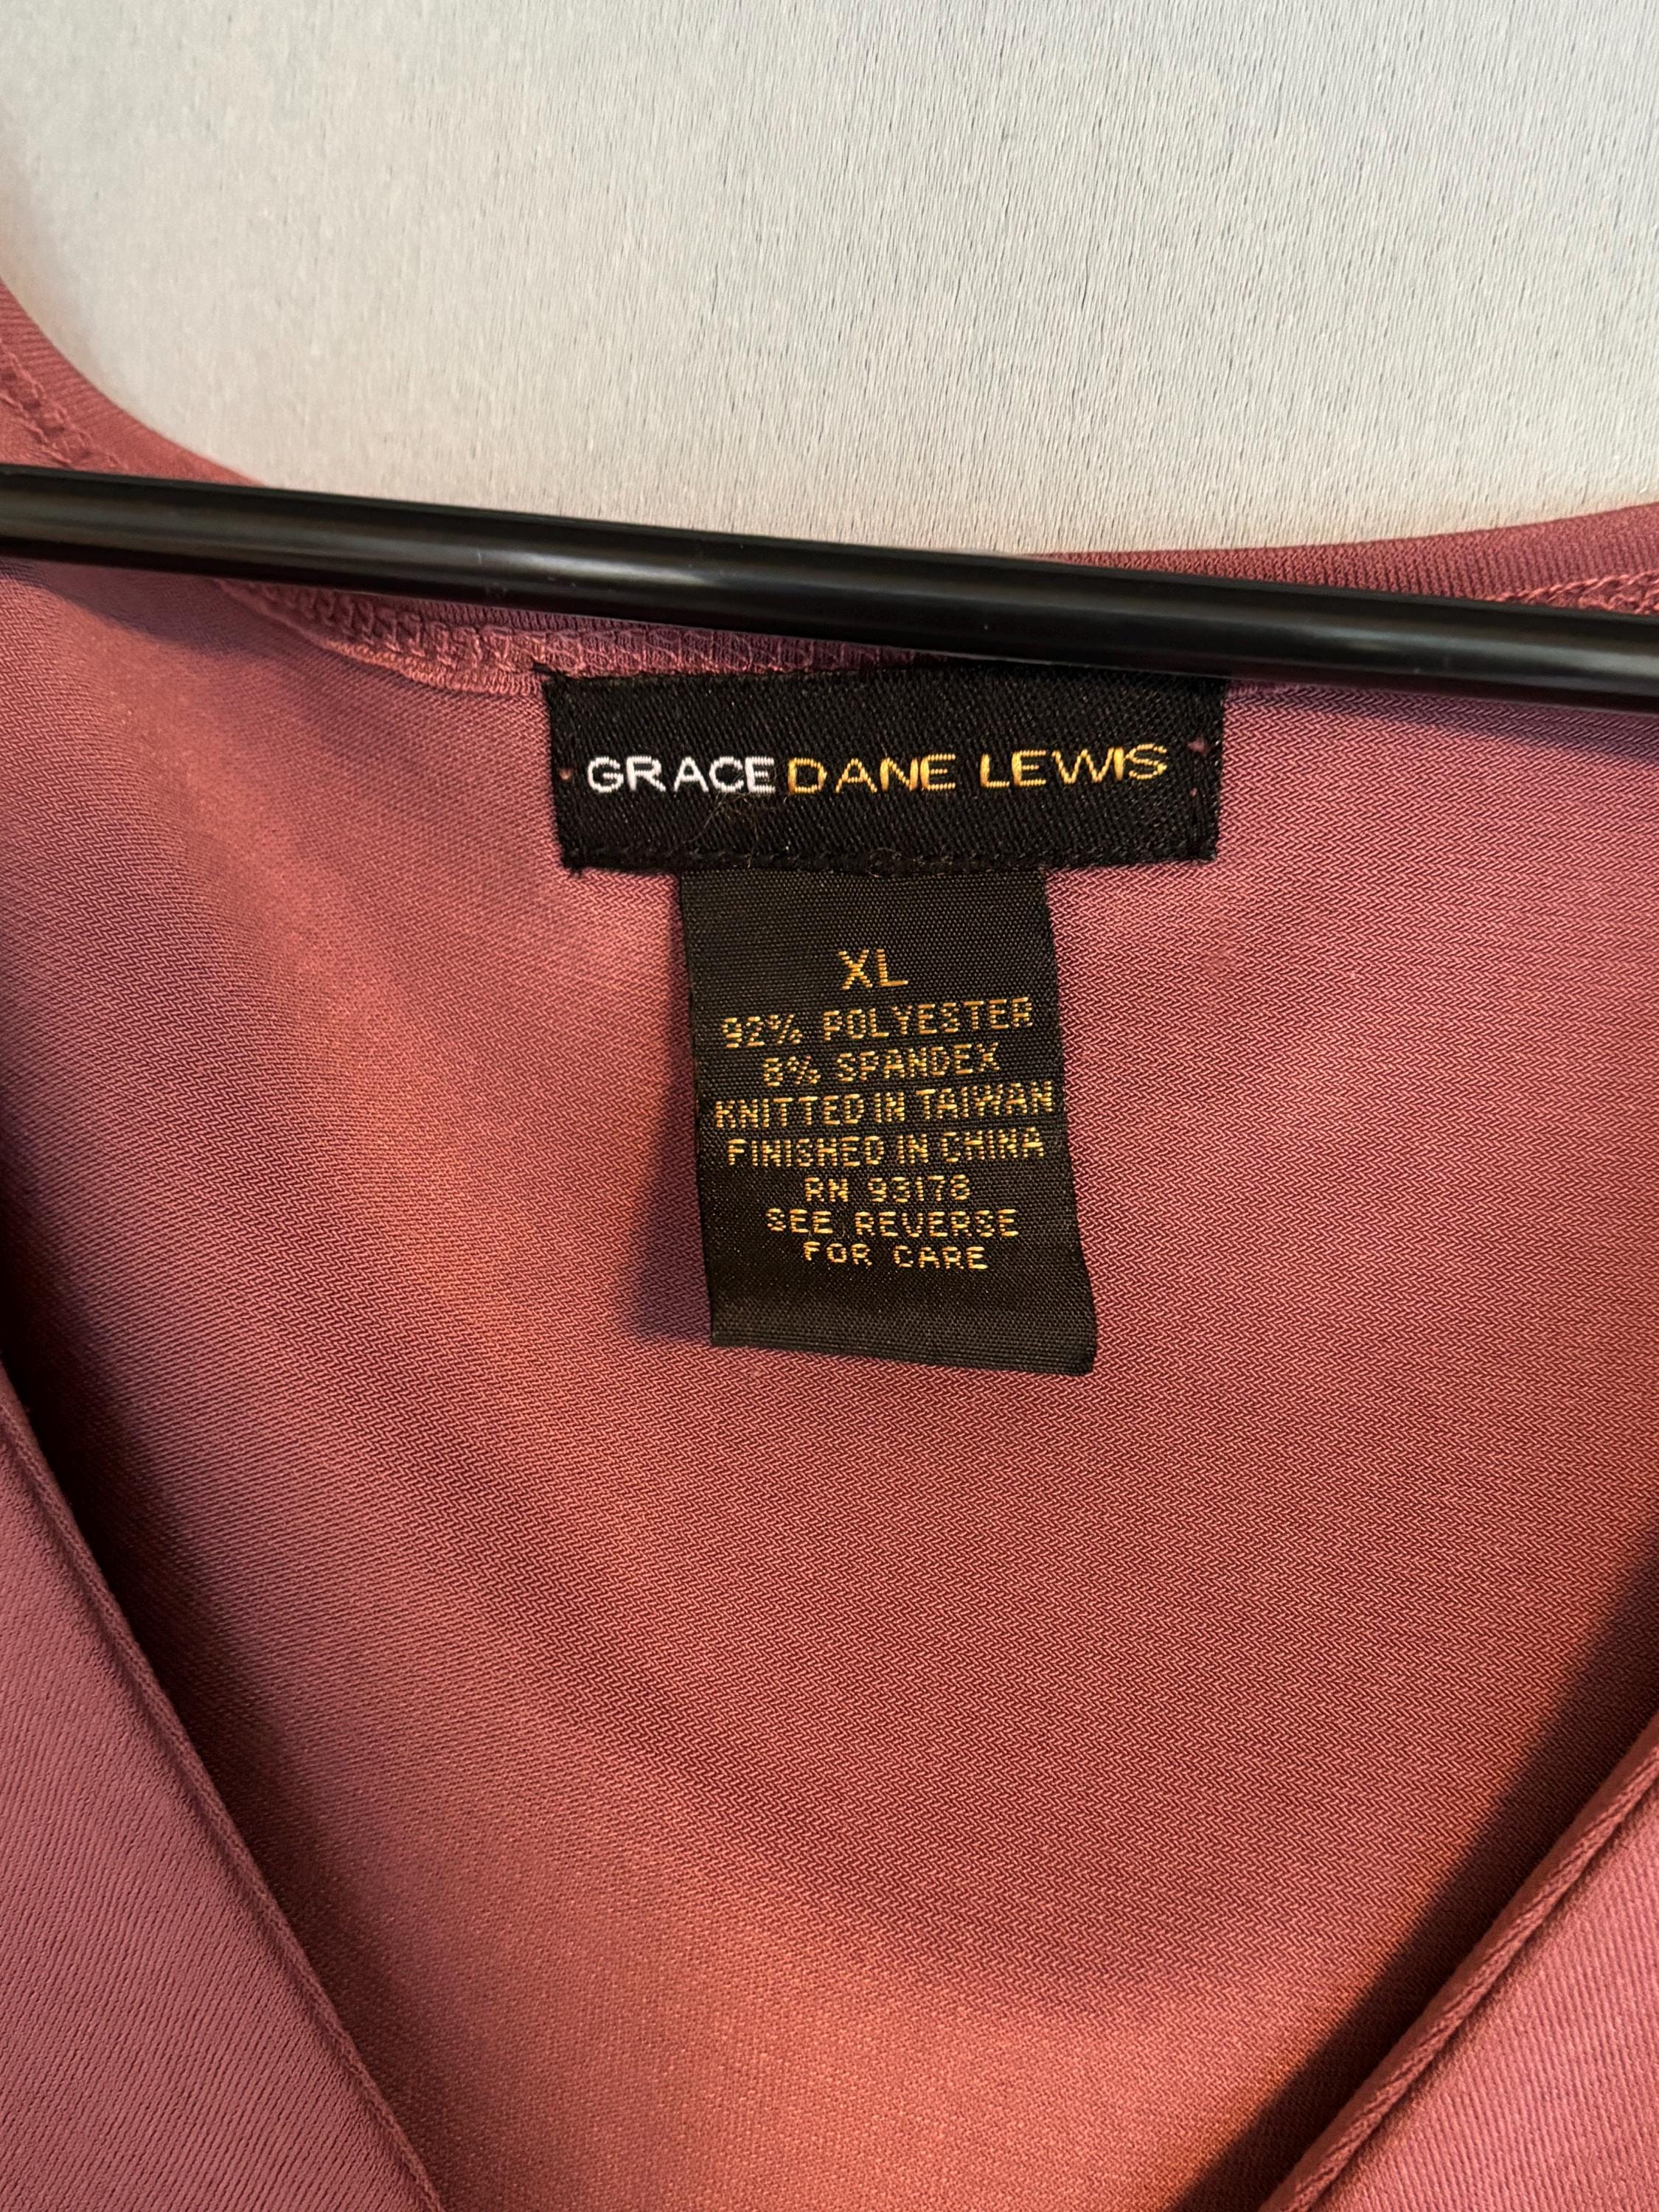 GRACE DANE LEWIS
XL
92% POLYESTER
8% SPANDEX
KNITTED IN TAIWAN
FINISHED IN CHINA
RN 93178
SEE REVERSE
FOR CARE